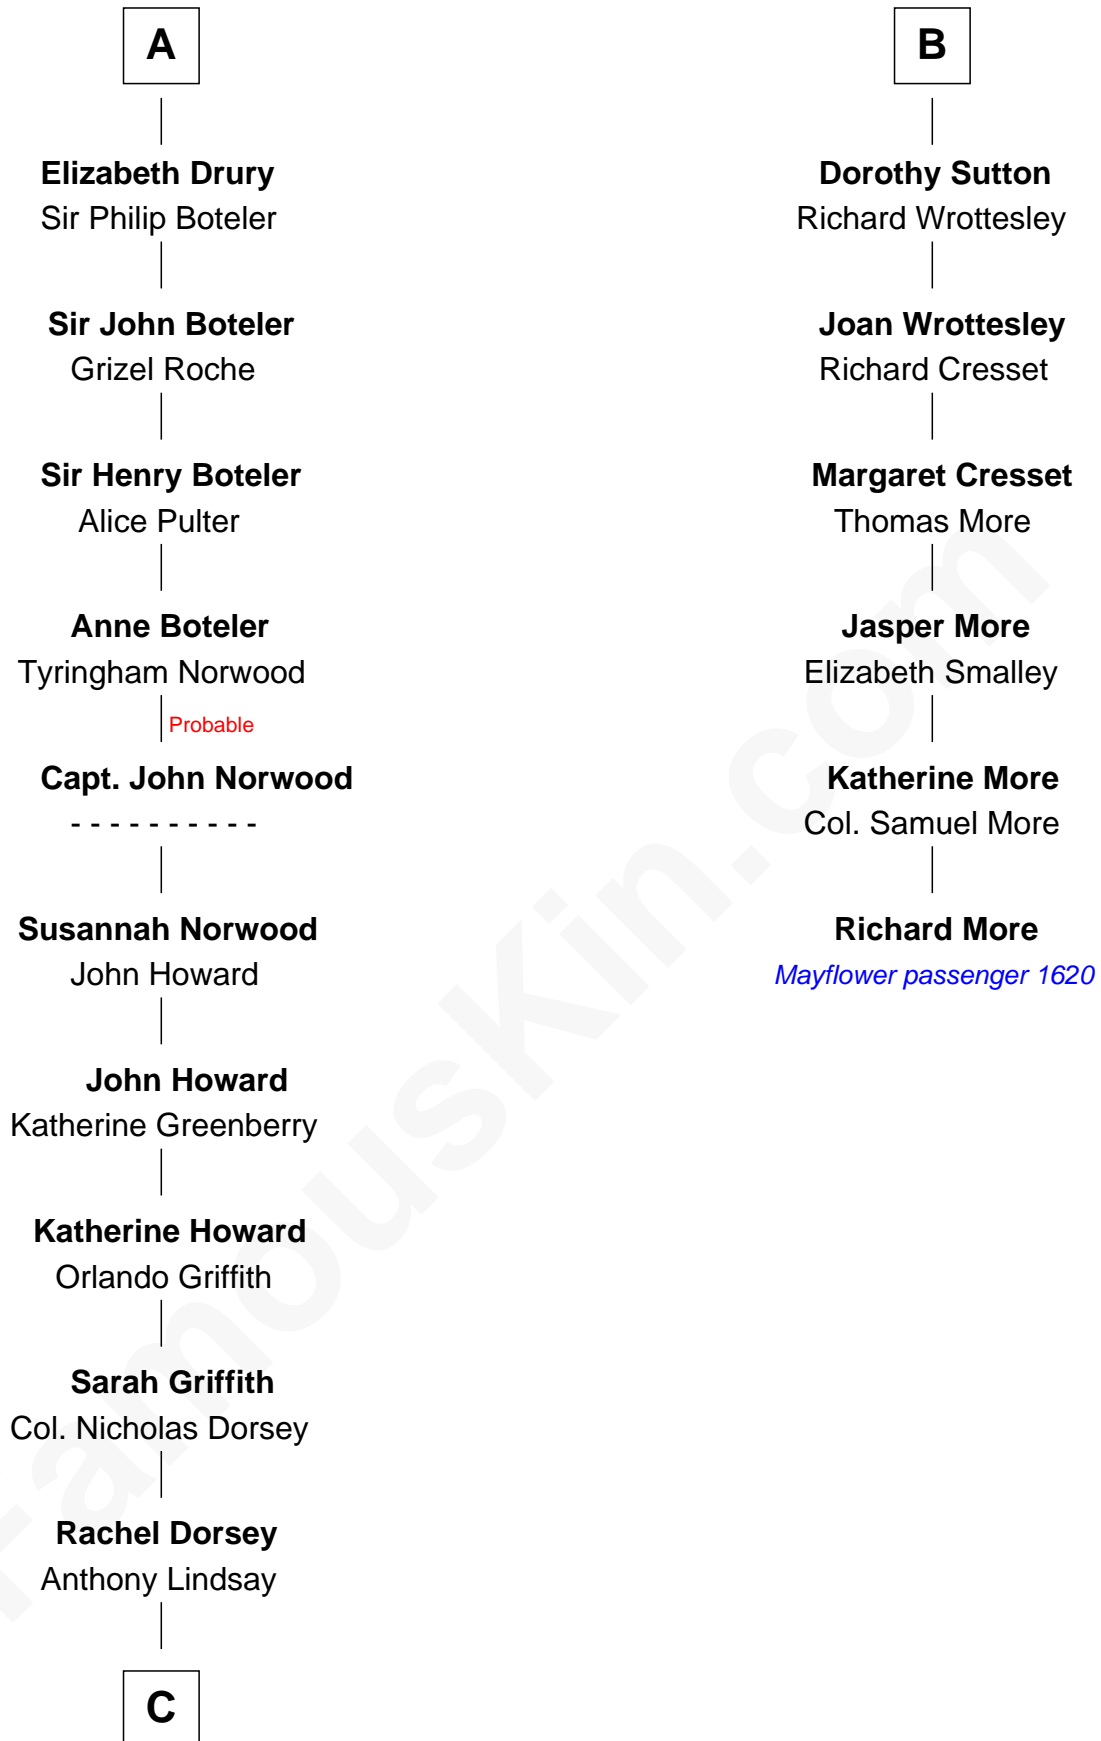 A
Elizabeth Drury
Sir Philip Boteler
Sir John Boteler
Grizel Roche
Sir Henry Boteler
Alice Pulter
Anne Boteler
Tyringham Norwood
Probable
Capt. John Norwood
- - - - - - - - - -
Susannah Norwood
John Howard
John Howard
Katherine Greenberry
Katherine Howard
Orlando Griffith
Sarah Griffith
Col. Nicholas Dorsey
Rachel Dorsey
Anthony Lindsay
C
B
Dorothy Sutton
Richard Wrottesley
Joan Wrottesley
Richard Cresset
Margaret Cresset
Thomas More
Jasper More
Elizabeth Smalley
Katherine More
Col. Samuel More
Richard More
Mayflower passenger 1620
FamousKin.com